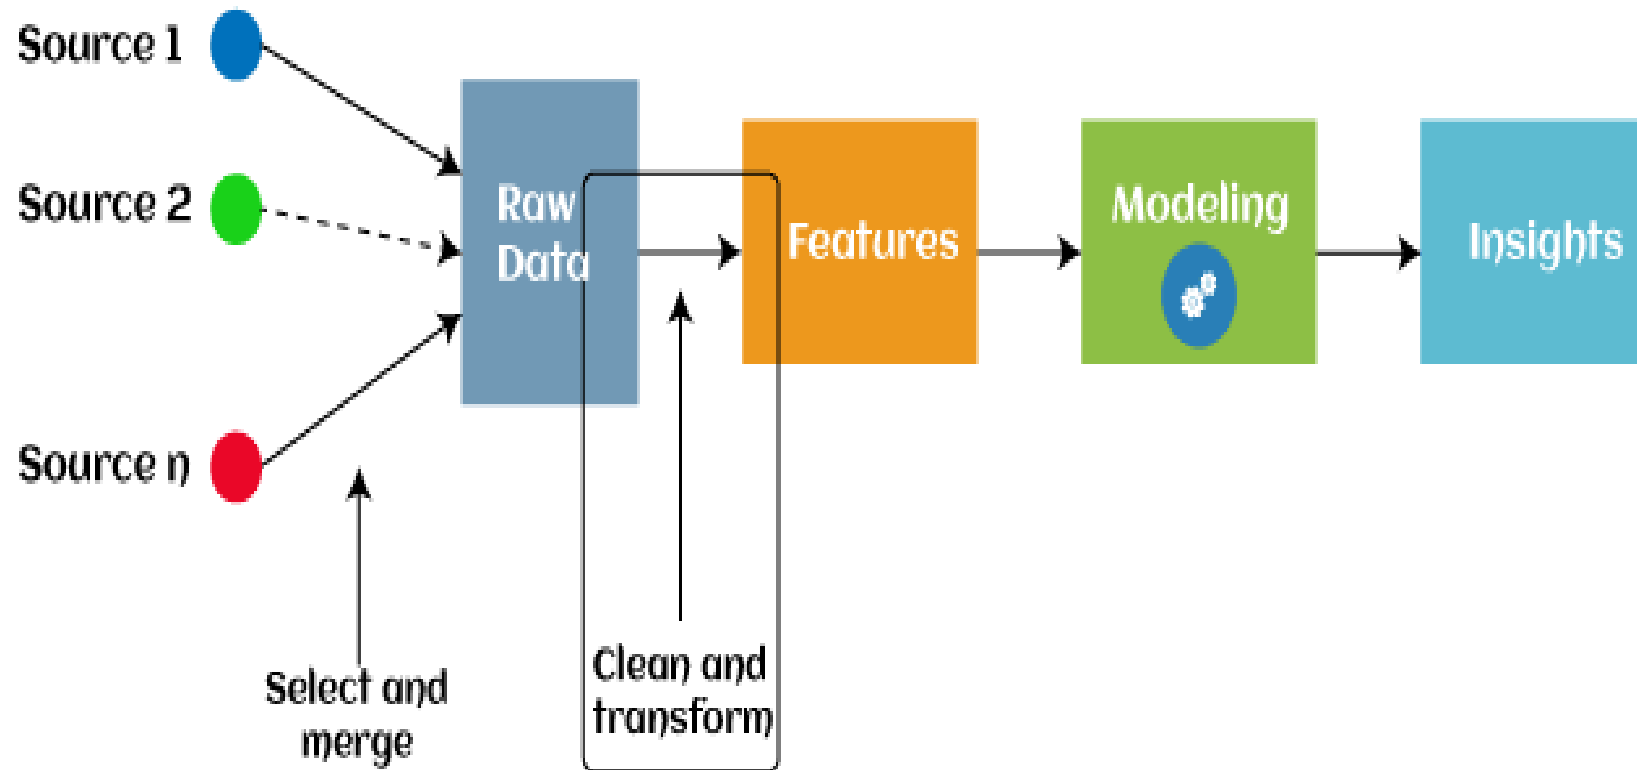 Source 1
Source 2
Source n
Raw
Data
Features
Modeling
Insights
Select and
merge
Clean and
transform